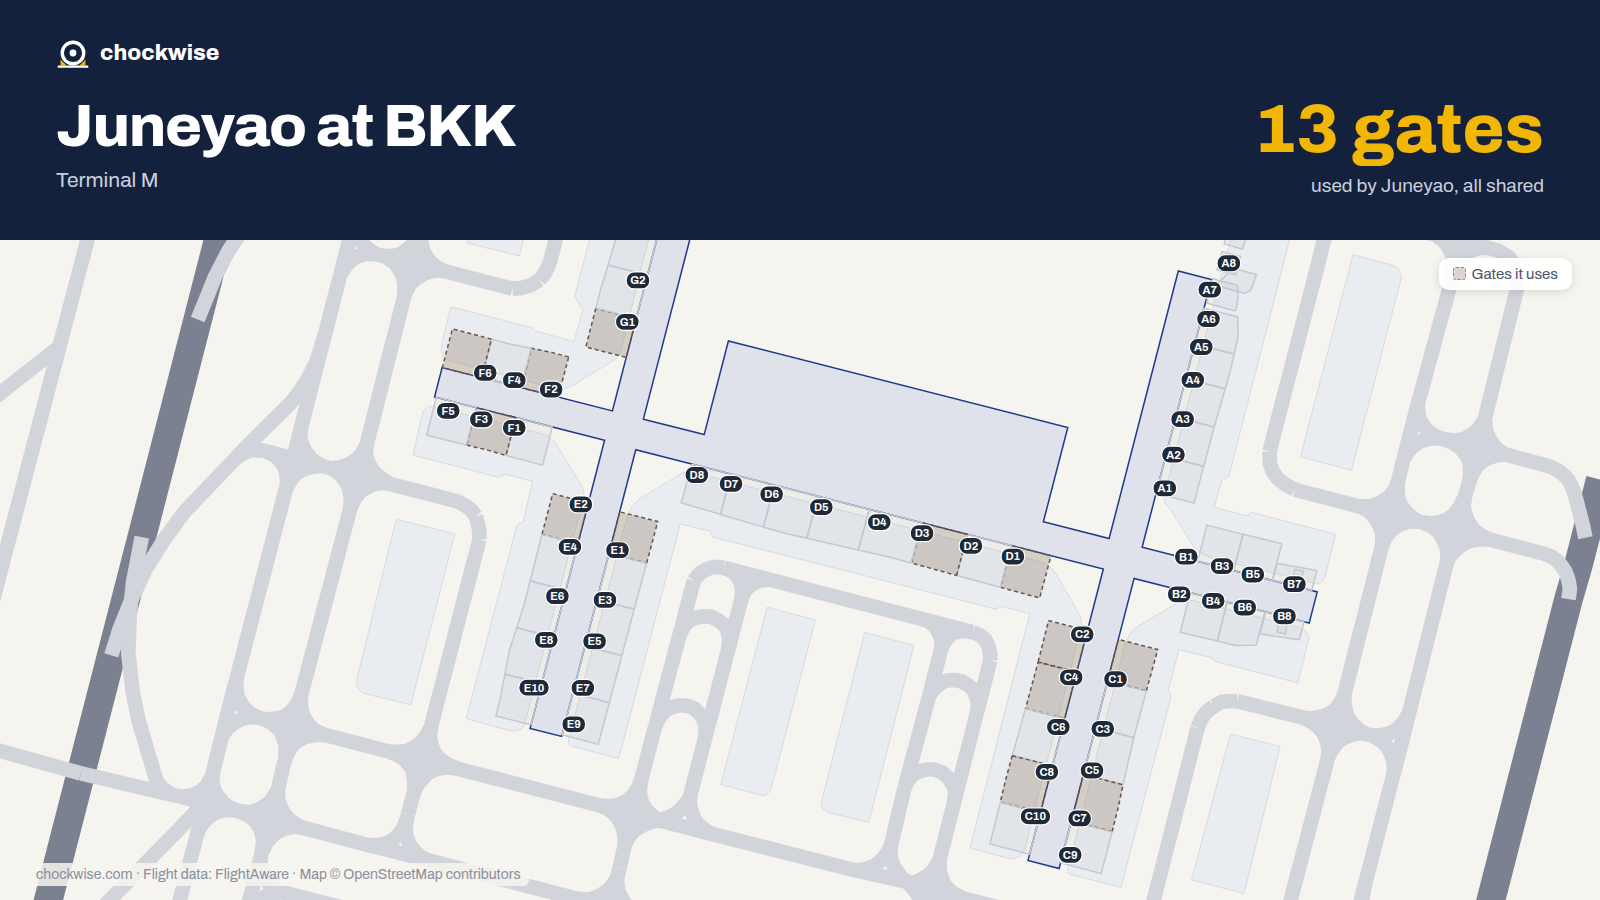 chockwise
Juneyao at BKK
Terminal M
13 gates
used by Juneyao, all shared
Gates it uses
A8
G2
A7
G1
A6
A5
F6
F4
F2
A4
F5
F3
F1
A3
A2
D8
D7
D6
D5
D4
D3
D2
D1
A1
E2
E4
E1
B1
B3
B5
B7
E6
E3
B2
B4
B6
B8
E8
E5
C2
C4
C1
E10
E7
E9
C6
C3
C8
C5
C10
C7
C9
chockwise.com · Flight data: FlightAware · Map © OpenStreetMap contributors